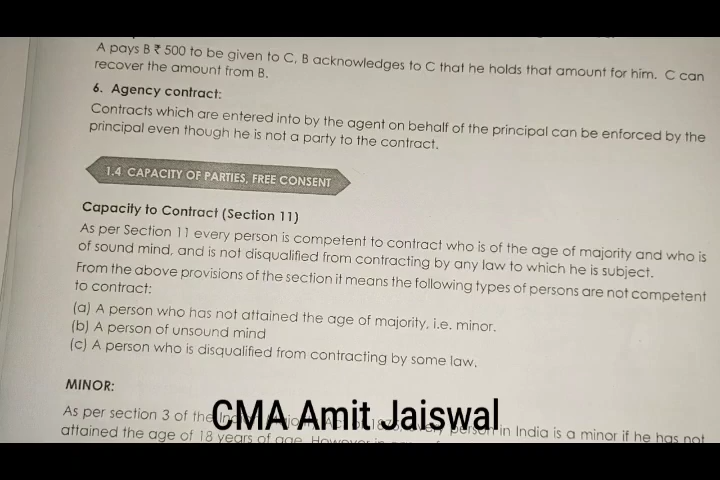 A pays B ₹ 500 to be given to C, B acknowledges to C that he holds that amount for him. C can
recover the amount from B.
6. Agency contract:
Contracts which are entered into by the agent on behalf of the principal can be enforced by the
principal even though he is not a party to the contract.
1.4 CAPACITY OF PARTIES, FREE CONSENT
Capacity to Contract (Section 11)
As per Section 11 every person is competent to contract who is of the age of majority and who is
of sound mind, and is not disqualified from contracting by any law to which he is subject.
From the above provisions of the section it means the following types of persons are not competent
to contract:
(a) A person who has not attained the age of majority, i.e. minor.
(b) A person of unsound mind
(c) A person who is disqualified from contracting by some law.
MINOR:
As per section 3 of the person in India is a minor if he has not
attained the age of 18 years of age. However in
CMA Amit Jaiswal